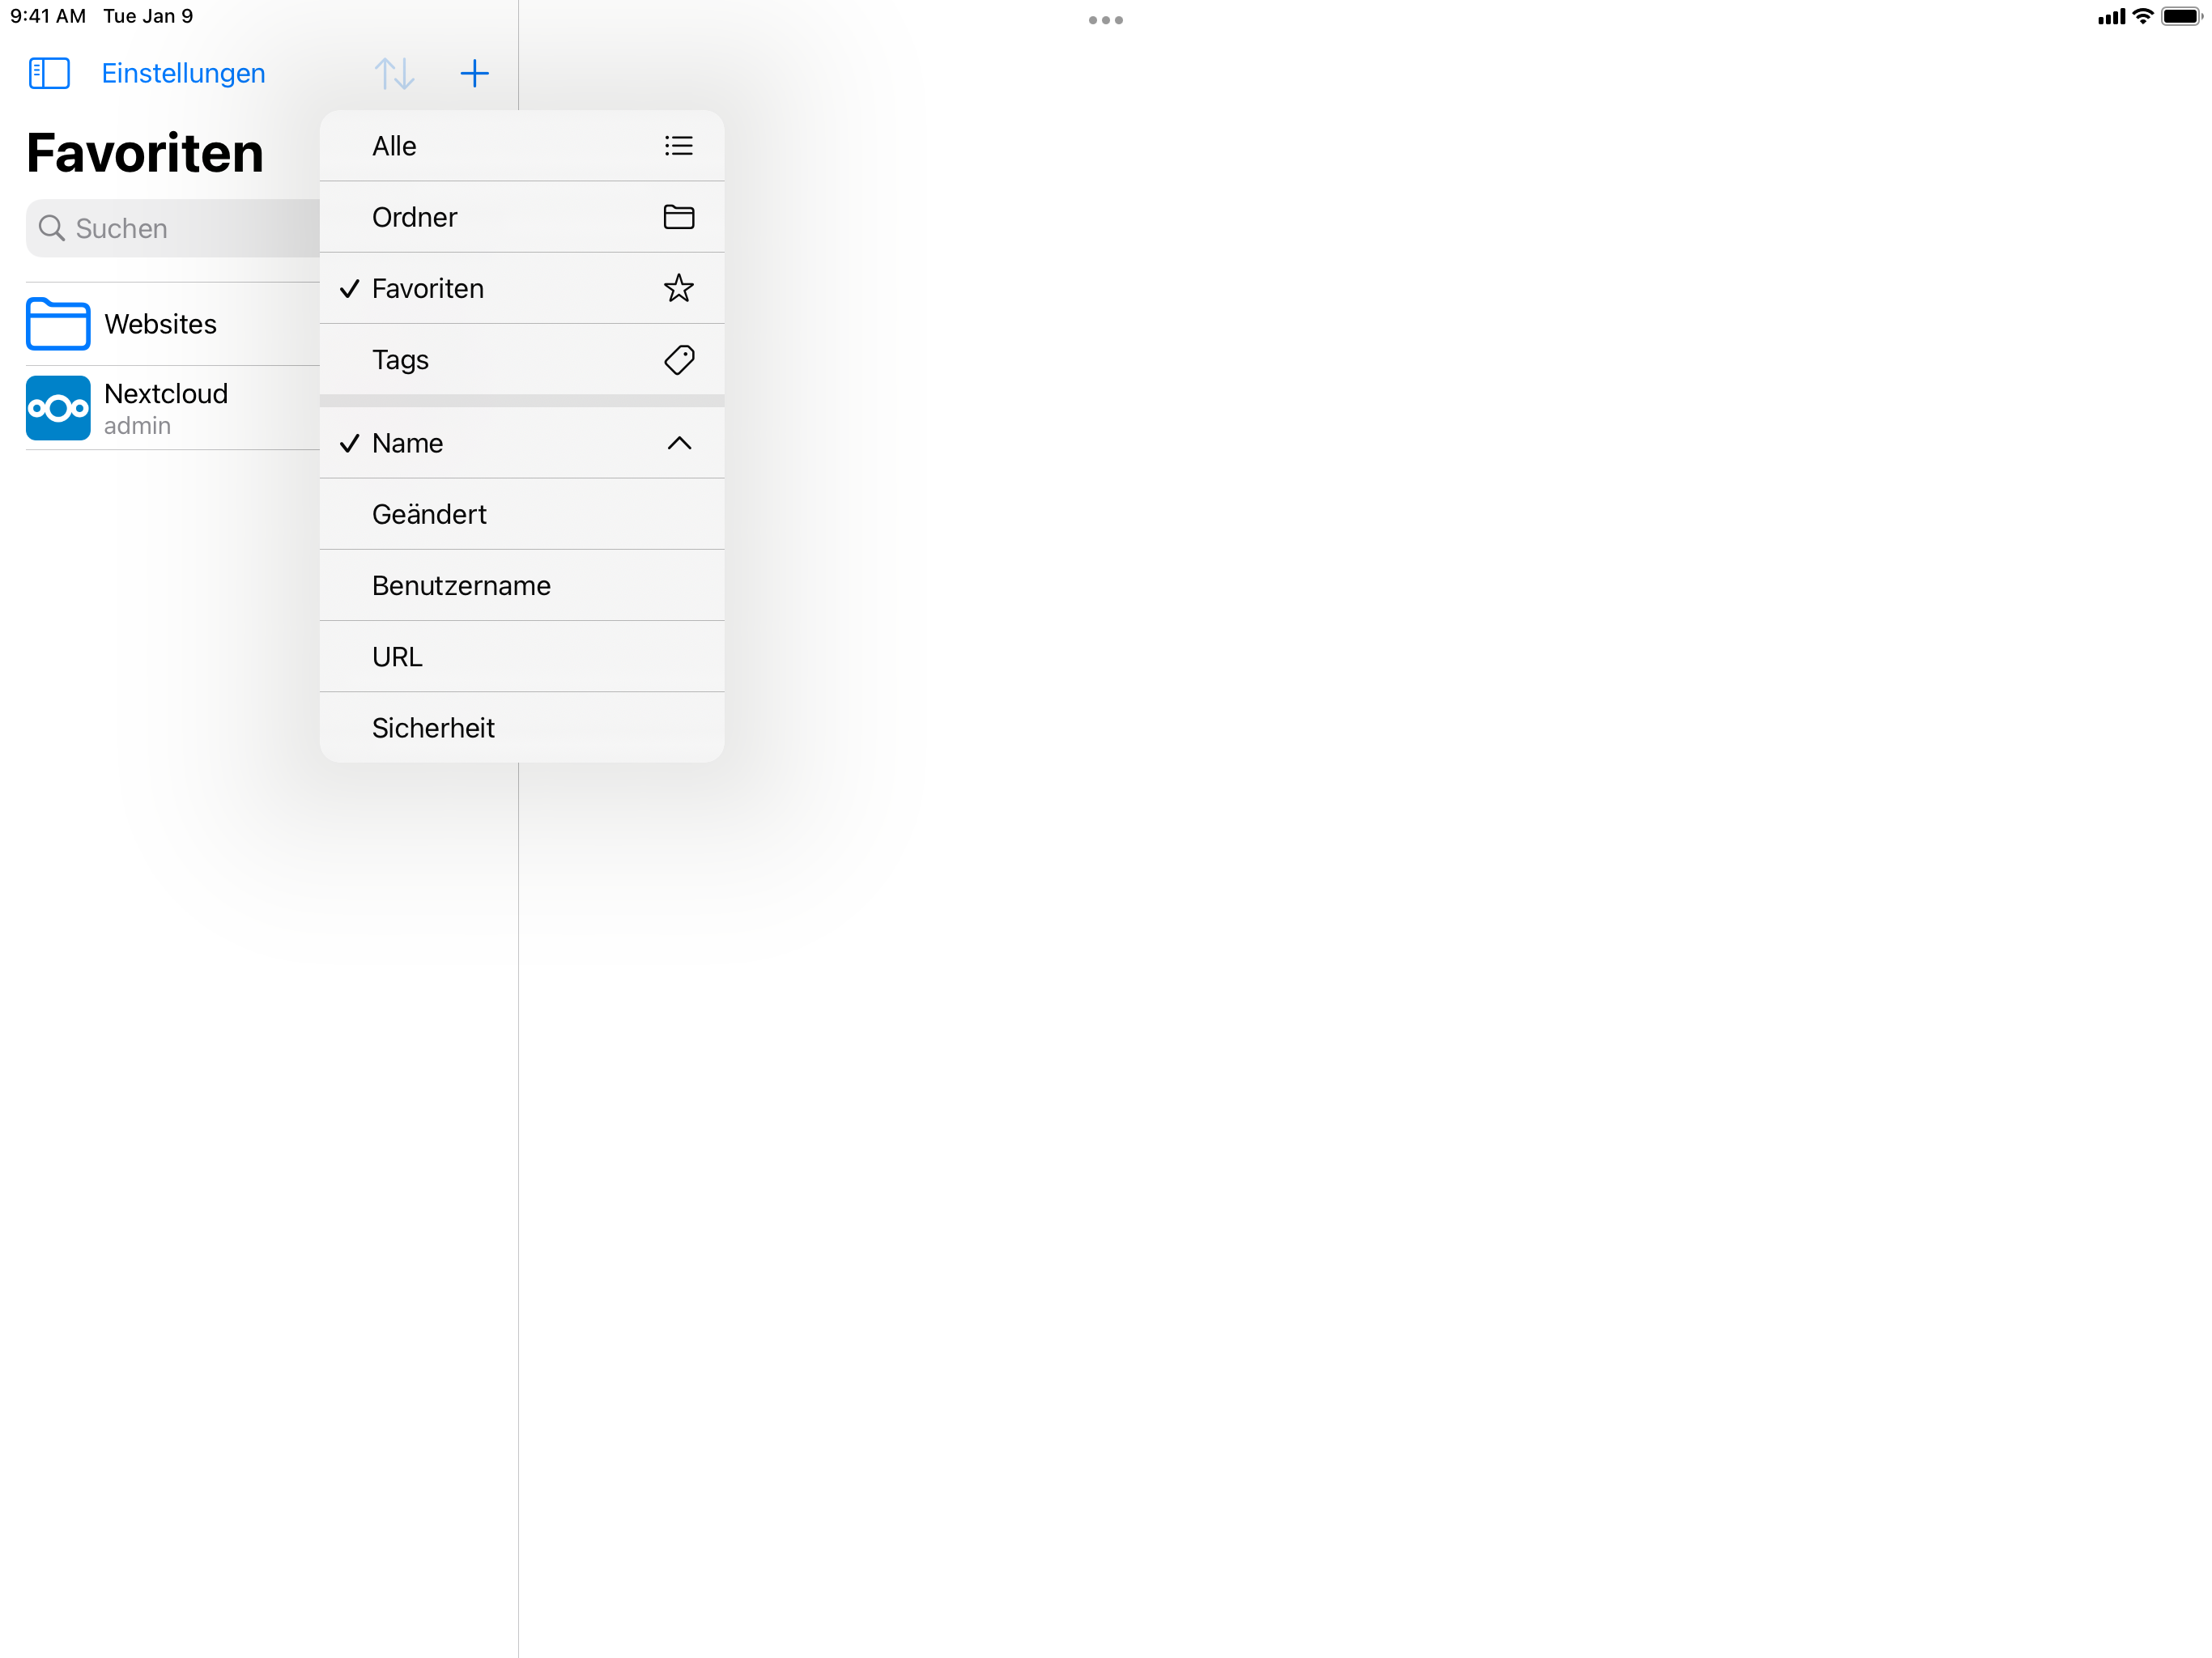 9:41 AM Tue Jan 9
Einstellungen
Favoriten
Suchen
Websites
Nextcloud
admin
Alle
Ordner
Favoriten
Tags
Name
Geändert
Benutzername
URL
Sicherheit